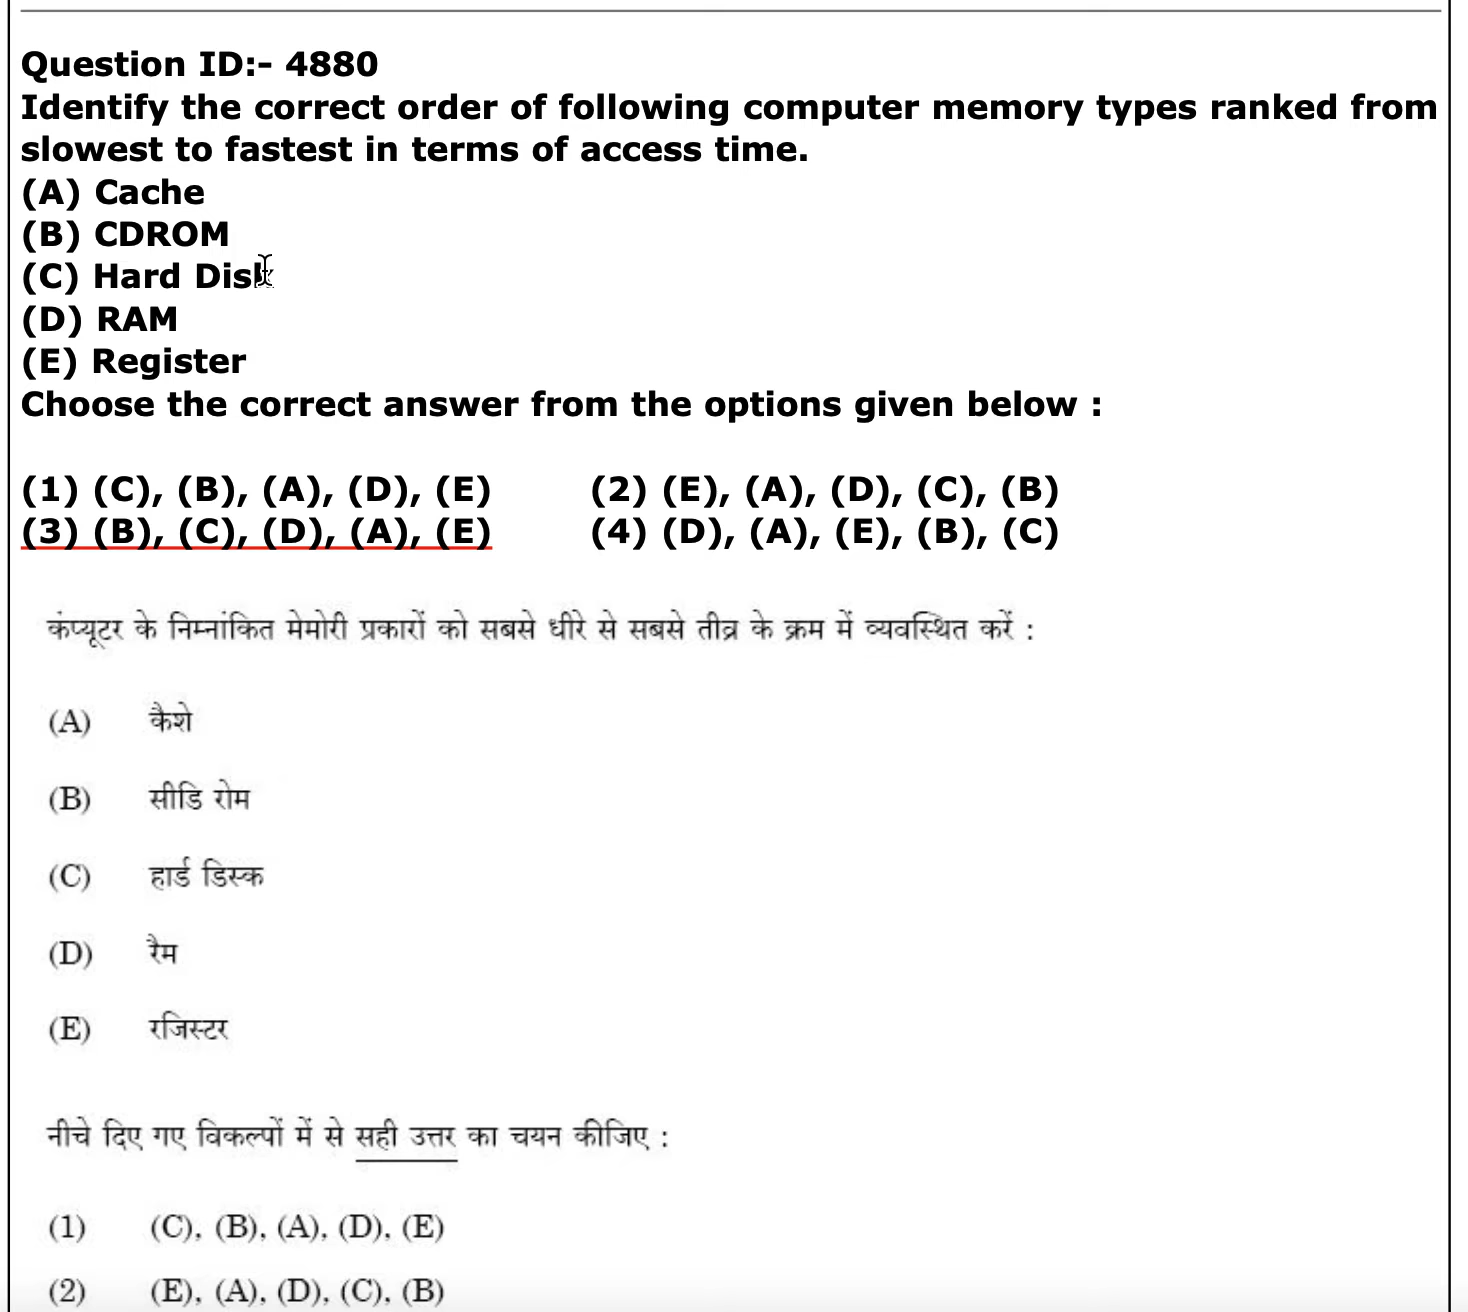 Question ID:- 4880
Identify the correct order of following computer memory types ranked from
slowest to fastest in terms of access time.
(A) Cache
(B) CDROM
(C) Hard Disk
(D) RAM
(E) Register
Choose the correct answer from the options given below :
(1) (C), (B), (A), (D), (E) (2) (E), (A), (D), (C), (B)
(3) (B), (C), (D), (A), (E) (4) (D), (A), (E), (B), (C)
कंप्यूटर के निम्नांकित मेमोरी प्रकारों को सबसे धीरे से सबसे तीव्र के क्रम में व्यवस्थित करें :
(A) कैशे
(B) सीडि रोम
(C) हार्ड डिस्क
(D) रैम
(E) रजिस्टर
नीचे दिए गए विकल्पों में से सही उत्तर का चयन कीजिए :
(1) (C), (B), (A), (D), (E)
(2) (E), (A), (D), (C), (B)